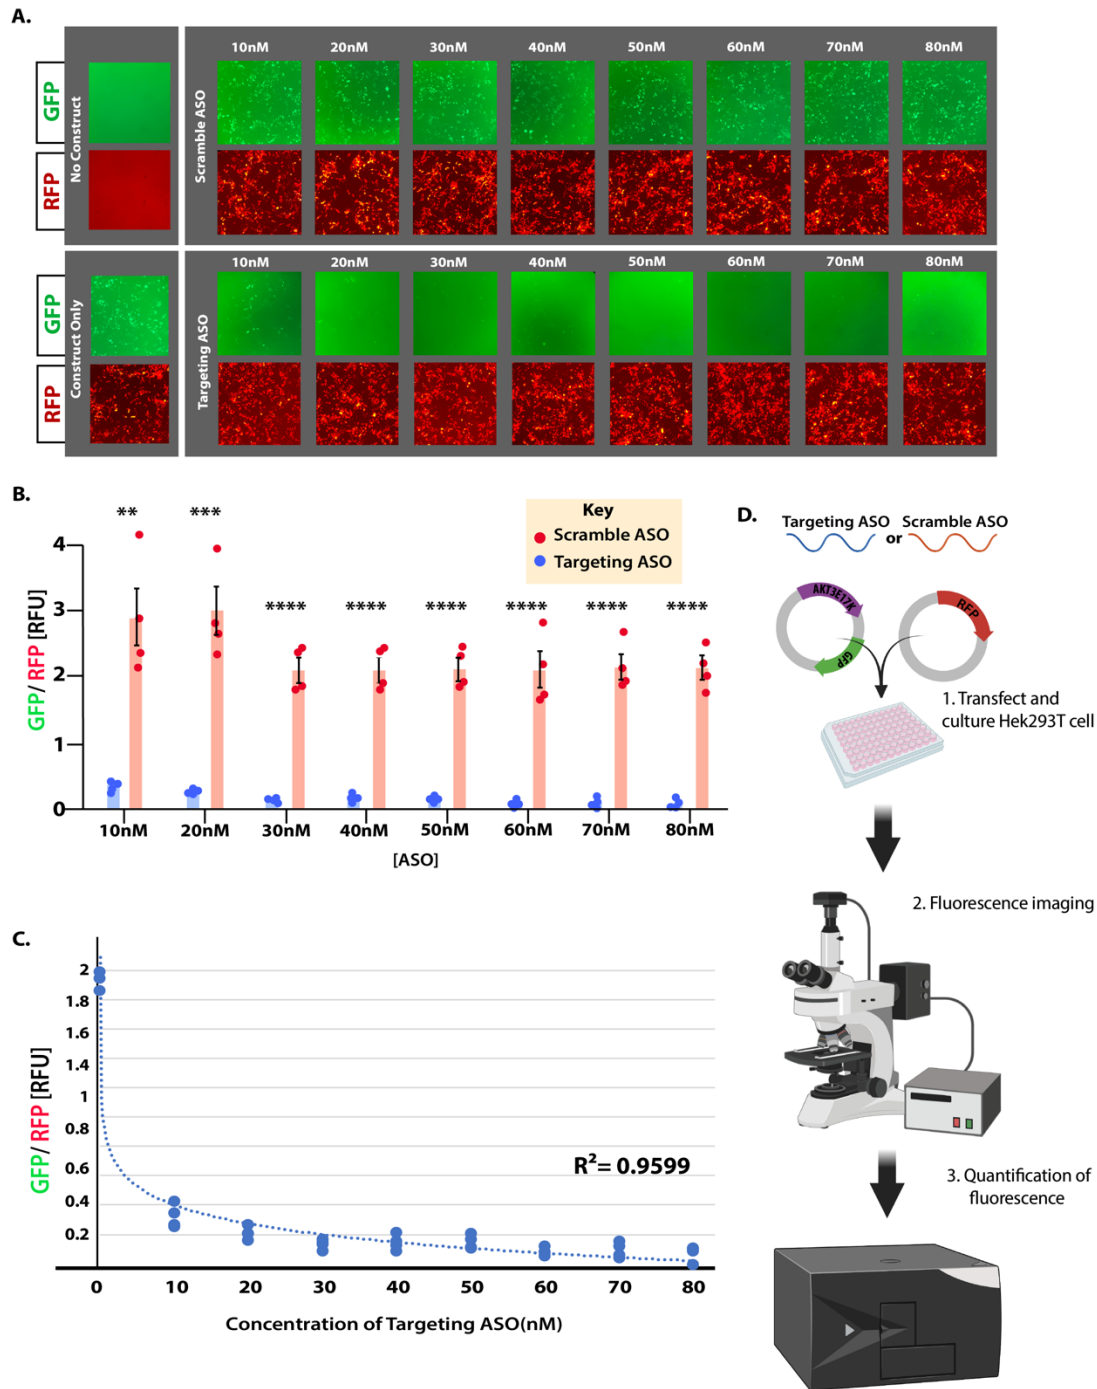 A.
10nM 20nM 30nM 40nM 50nM 60nM 70nM 80nM
GFP
RFP
No Construct
Scramble ASO
10nM 20nM 30nM 40nM 50nM 60nM 70nM 80nM
GFP
RFP
Construct Only
Targeting ASO
B.
** *** **** **** **** **** **** ****
Key
Scramble ASO
Targeting ASO
GFP/ RFP [RFU]
4
3
2
1
0
10nM 20nM 30nM 40nM 50nM 60nM 70nM 80nM
[ASO]
C.
GFP/ RFP [RFU]
2
1.8
1.6
1.4
1
0.8
0.6
0.4
0.2
R²= 0.9599
0 10 20 30 40 50 60 70 80
Concentration of Targeting ASO(nM)
D.
Targeting ASO or Scramble ASO
AKT3E17K
GFP
RFP
1. Transfect and
culture Hek293T cell
2. Fluorescence imaging
3. Quantification of
fluorescence